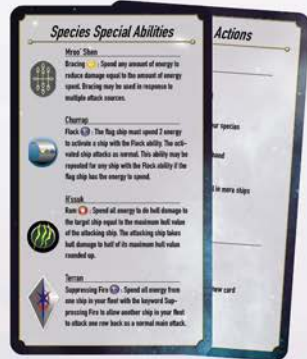 Species Special Abilities
Mroo' Shen
Bracing : Spend any amount of energy to
reduce damage equal to the amount of energy
spent. Bracing may be used in response to
multiple attack sources.
Churrap
Flock : The flag ship must spend 2 energy
to activate a ship with the Flock ability. The acti-
vated ship attacks as normal. This ability may be
repeated for any ship with the Flock ability if the
flag ship has the energy to spend.
K'ssuk
Ram : Spend all energy to do hull damage to
the target ship equal to the maximum hull value
of the attacking ship. The attacking ship takes
hull damage to half of its maximum hull value
rounded up.
Terran
Suppressing Fire : Spend all energy from
one ship in your fleet with the keyword Sup-
pressing Fire to allow another ship in your fleet
to attack one row back as a normal main attack.
Actions
species
in more ships
new card